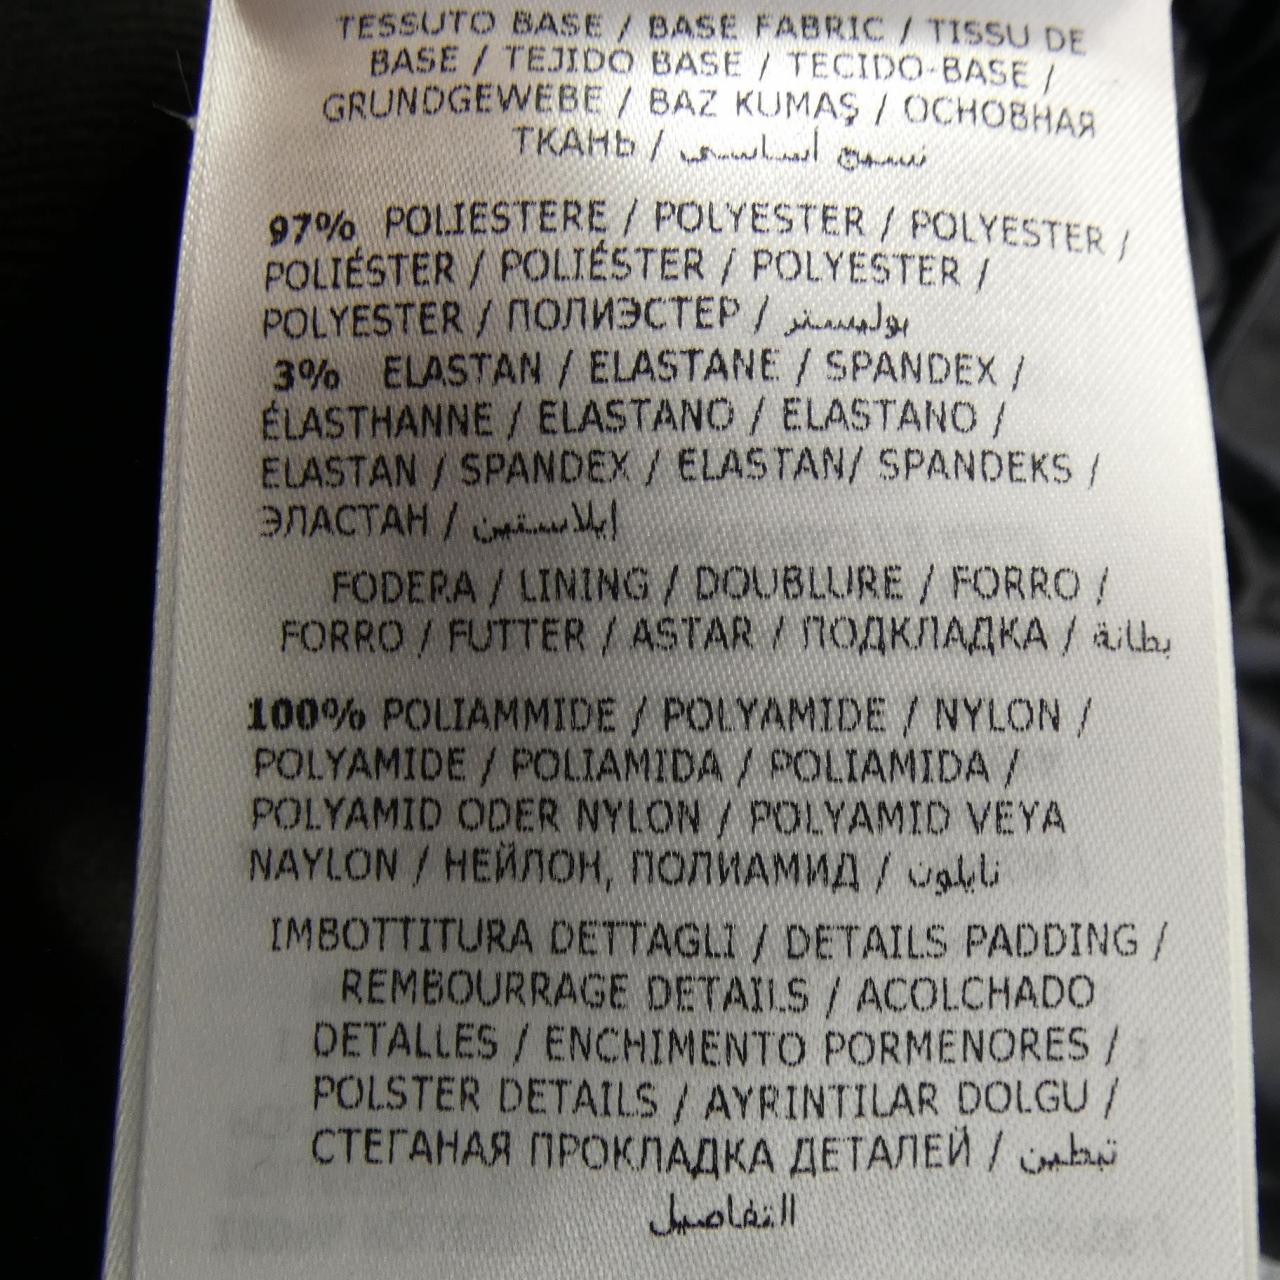 TESSUTO BASE / BASE FABRIC / TISSU DE
BASE / TEJIDO BASE / TECIDO-BASE /
GRUNDGEWEBE / BAZ KUMAŞ / ОСНОВНАЯ
ТКАНЬ / نسيج أساسي
97% POLIESTERE / POLYESTER / POLYESTER /
POLIÉSTER / POLIÉSTER / POLYESTER /
POLYESTER / ПОЛИЭСТЕР / بوليستر
3% ELASTAN / ELASTANE / SPANDEX /
ÉLASTHANNE / ELASTANO / ELASTANO /
ELASTAN / SPANDEX / ELASTAN/ SPANDEKS /
ЭЛАСТАН / إيلاستين
FODERA / LINING / DOUBLURE / FORRO /
FORRO / FUTTER / ASTAR / ПОДКЛАДКА / بطانة
100% POLIAMMIDE / POLYAMIDE / NYLON /
POLYAMIDE / POLIAMIDA / POLIAMIDA /
POLYAMID ODER NYLON / POLYAMID VEYA
NAYLON / НЕЙЛОН, ПОЛИАМИД / نايلون
IMBOTTITURA DETTAGLI / DETAILS PADDING /
REMBOURRAGE DETAILS / ACOLCHADO
DETALLES / ENCHIMENTO PORMENORES /
POLSTER DETAILS / AYRINTILAR DOLGU /
СТЕГАНАЯ ПРОКЛАДКА ДЕТАЛЕЙ / تبطين
التفاصيل